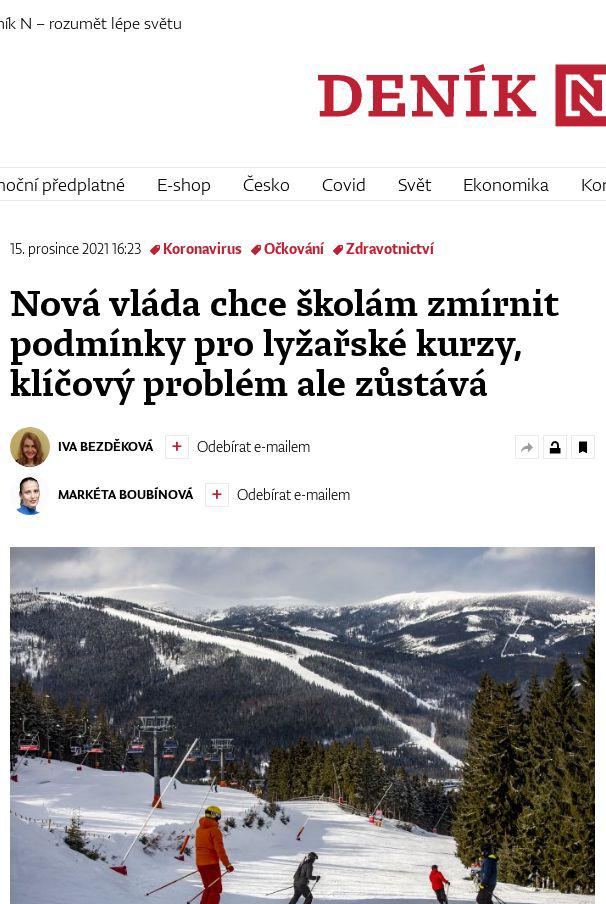 ník N – rozumět lépe světu
DENÍK N
noční předplatné E-shop Česko Covid Svět Ekonomika Kor
15. prosince 2021 16:23 Koronavirus Očkování Zdravotnictví
Nová vláda chce školám zmírnit
podmínky pro lyžařské kurzy,
klíčový problém ale zůstává
IVA BEZDĚKOVÁ + Odebírat e-mailem
MARKÉTA BOUBÍNOVÁ + Odebírat e-mailem